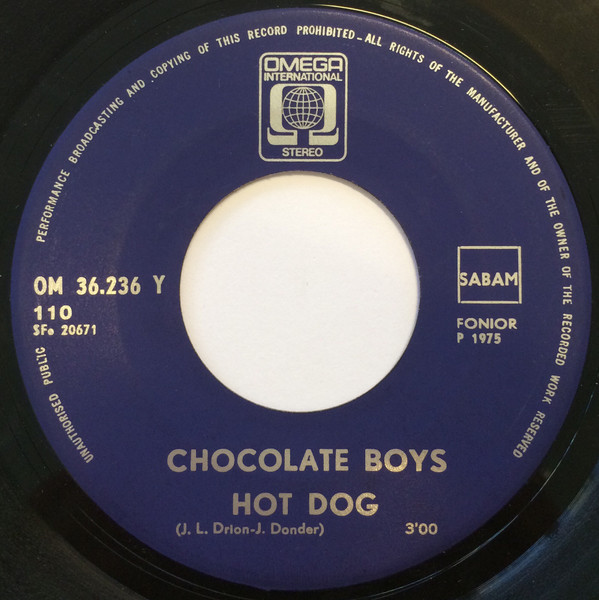 UNAUTHORISED PUBLIC PERFORMANCE BROADCASTING AND .COPYING OF THIS RECORD PROHIBITED_ALL RIGHTS OF THE MANUFACTURER AND OF THE OWNER OF THE RECORDED WORK RESERVED
OMEGA
INTERNATIONAL
Ω
STEREO
OM 36.236 Y
110
SFo 20671
SABAM
FONIOR
P 1975
CHOCOLATE BOYS
HOT DOG
(J. L. Drion-J. Donder) 3'00